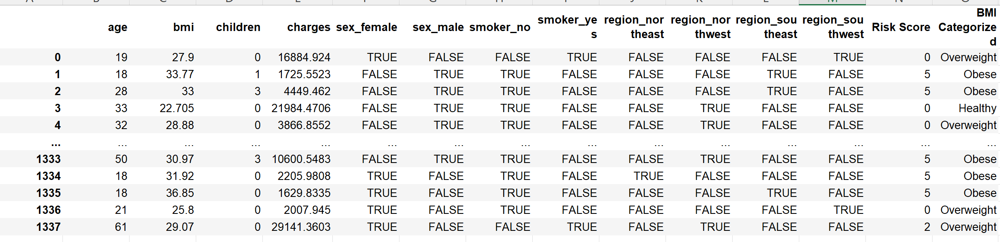 age bmi children charges sex_female sex_male smoker_no smoker_yes region_northeast region_northwest region_southeast region_southwest Risk Score BMI Categorized
0 19 27.9 0 16884.924 TRUE FALSE FALSE TRUE FALSE FALSE FALSE TRUE 0 Overweight
1 18 33.77 1 1725.5523 FALSE TRUE TRUE FALSE FALSE FALSE TRUE FALSE 5 Obese
2 28 33 3 4449.462 FALSE TRUE TRUE FALSE FALSE FALSE TRUE FALSE 5 Obese
3 33 22.705 0 21984.4706 FALSE TRUE TRUE FALSE FALSE TRUE FALSE FALSE 0 Healthy
4 32 28.88 0 3866.8552 FALSE TRUE TRUE FALSE FALSE TRUE FALSE FALSE 0 Overweight
... ... ... ... ... ... ... ... ... ... ... ... ... ... ...
1333 50 30.97 3 10600.5483 FALSE TRUE TRUE FALSE FALSE TRUE FALSE FALSE 5 Obese
1334 18 31.92 0 2205.9808 TRUE FALSE TRUE FALSE TRUE FALSE FALSE FALSE 5 Obese
1335 18 36.85 0 1629.8335 TRUE FALSE TRUE FALSE FALSE FALSE TRUE FALSE 5 Obese
1336 21 25.8 0 2007.945 TRUE FALSE TRUE FALSE FALSE FALSE FALSE TRUE 0 Overweight
1337 61 29.07 0 29141.3603 TRUE FALSE FALSE TRUE FALSE TRUE FALSE FALSE 2 Overweight